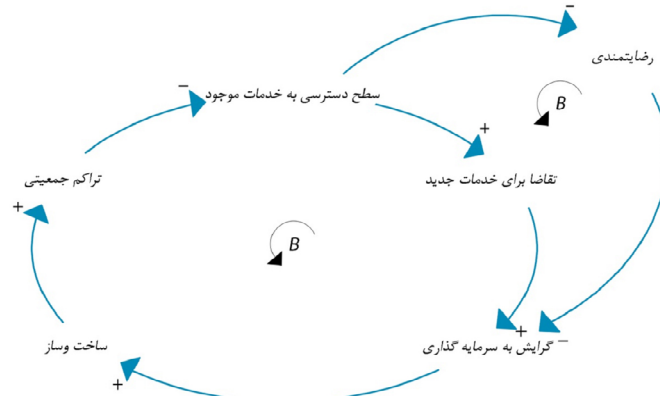 رضایتمندی
سطح دسترسی به خدمات موجود
B
تقاضا برای خدمات جدید
تراکم جمعیتی
B
گرایش به سرمایه گذاری
ساخت وساز
−
−
+
+
+
−
+